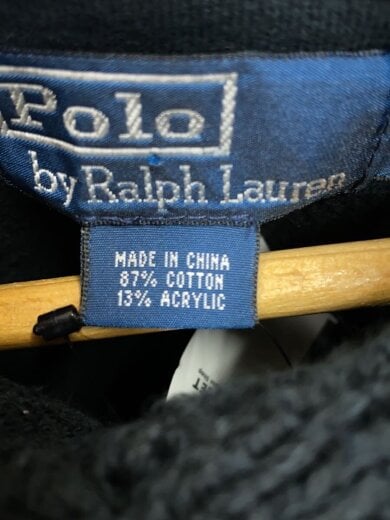 Polo
by Ralph Lauren
MADE IN CHINA
87% COTTON
13% ACRYLIC